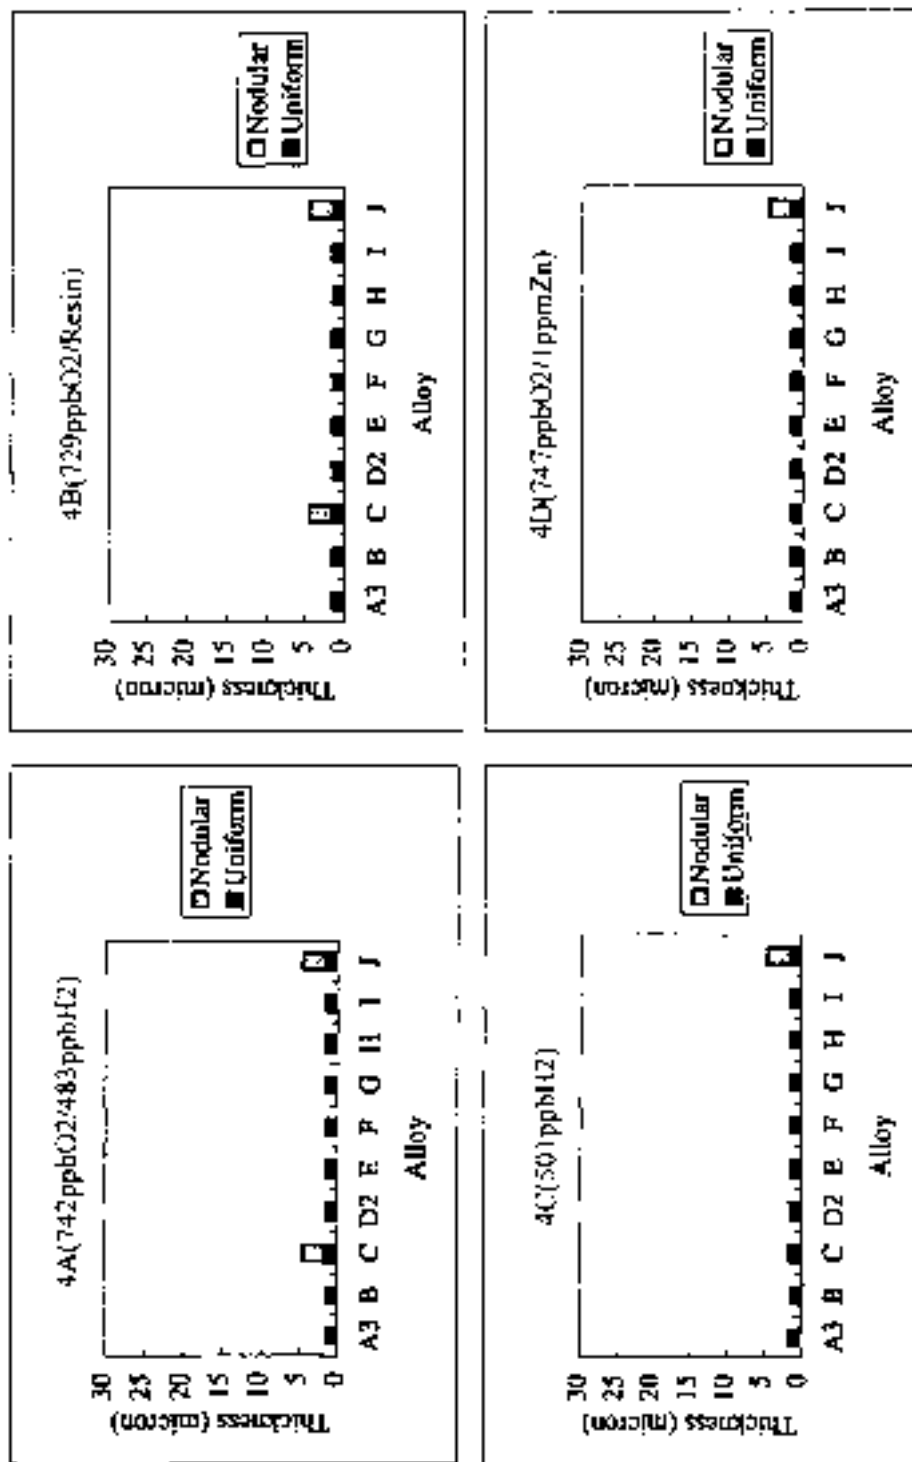 4A(742ppbO2/483ppbH2)
Thickness (micron)
30
25
20
15
10
5
0
A3 B C D2 E F G H I J
Alloy
Nodular
Uniform
4B(729ppbO2/Resin)
Thickness (micron)
30
25
20
15
10
5
0
A3 B C D2 E F G H I J
Alloy
Nodular
Uniform
4C(501ppbH2)
Thickness (micron)
30
25
20
15
10
5
0
A3 B C D2 E F G H I J
Alloy
Nodular
Uniform
4D(747ppbO2/1ppmZn)
Thickness (micron)
30
25
20
15
10
5
0
A3 B C D2 E F G H I J
Alloy
Nodular
Uniform